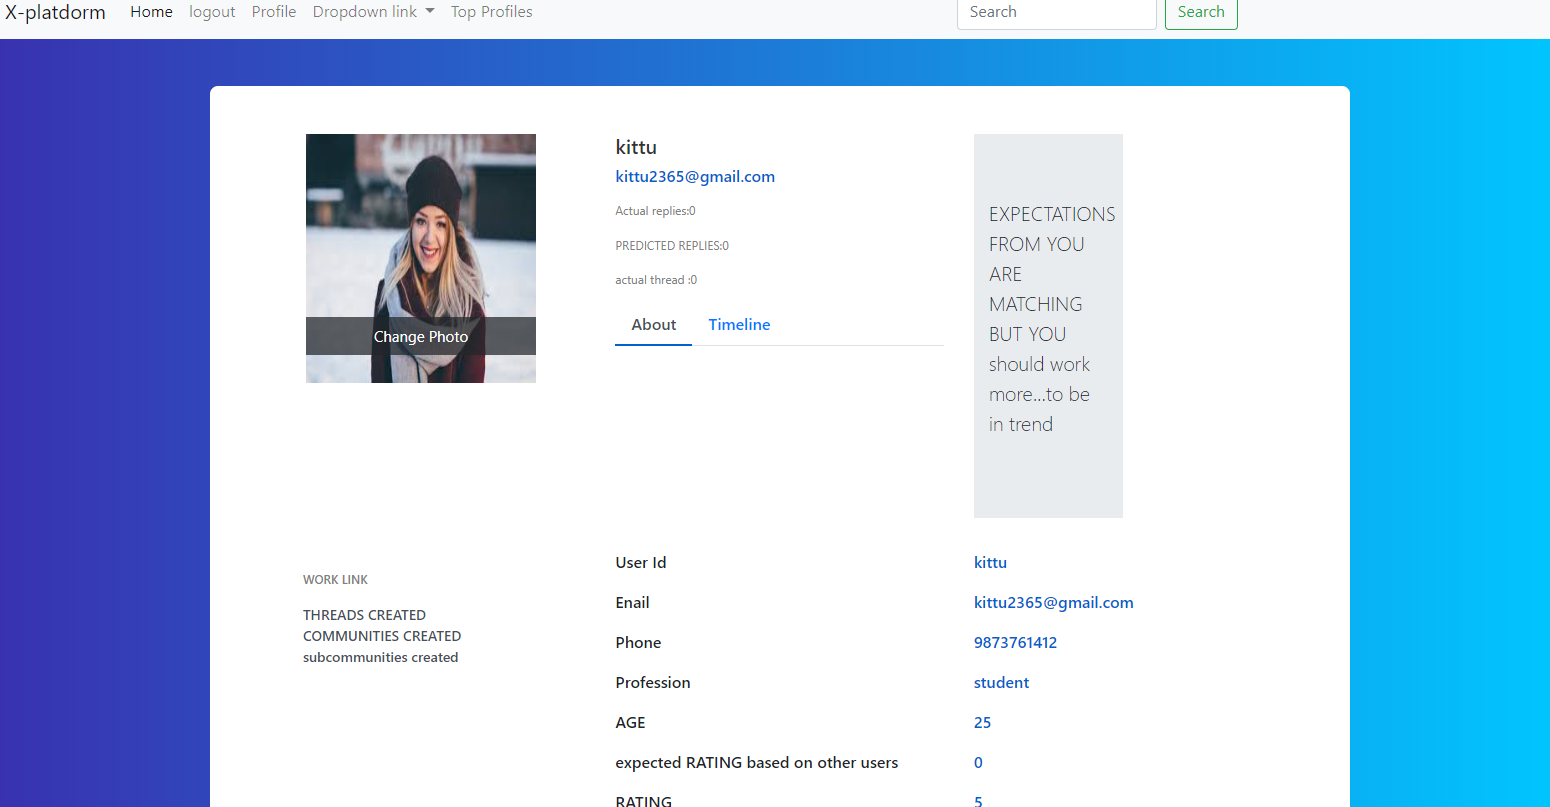 X-platdorm Home logout Profile Dropdown link Top Profiles Search Search
Change Photo
kittu
kittu2365@gmail.com
Actual replies:0
PREDICTED REPLIES:0
actual thread :0
About Timeline
EXPECTATIONS
FROM YOU
ARE
MATCHING
BUT YOU
should work
more...to be
in trend
WORK LINK
THREADS CREATED
COMMUNITIES CREATED
subcommunities created
User Id kittu
Enail kittu2365@gmail.com
Phone 9873761412
Profession student
AGE 25
expected RATING based on other users 0
RATING 5